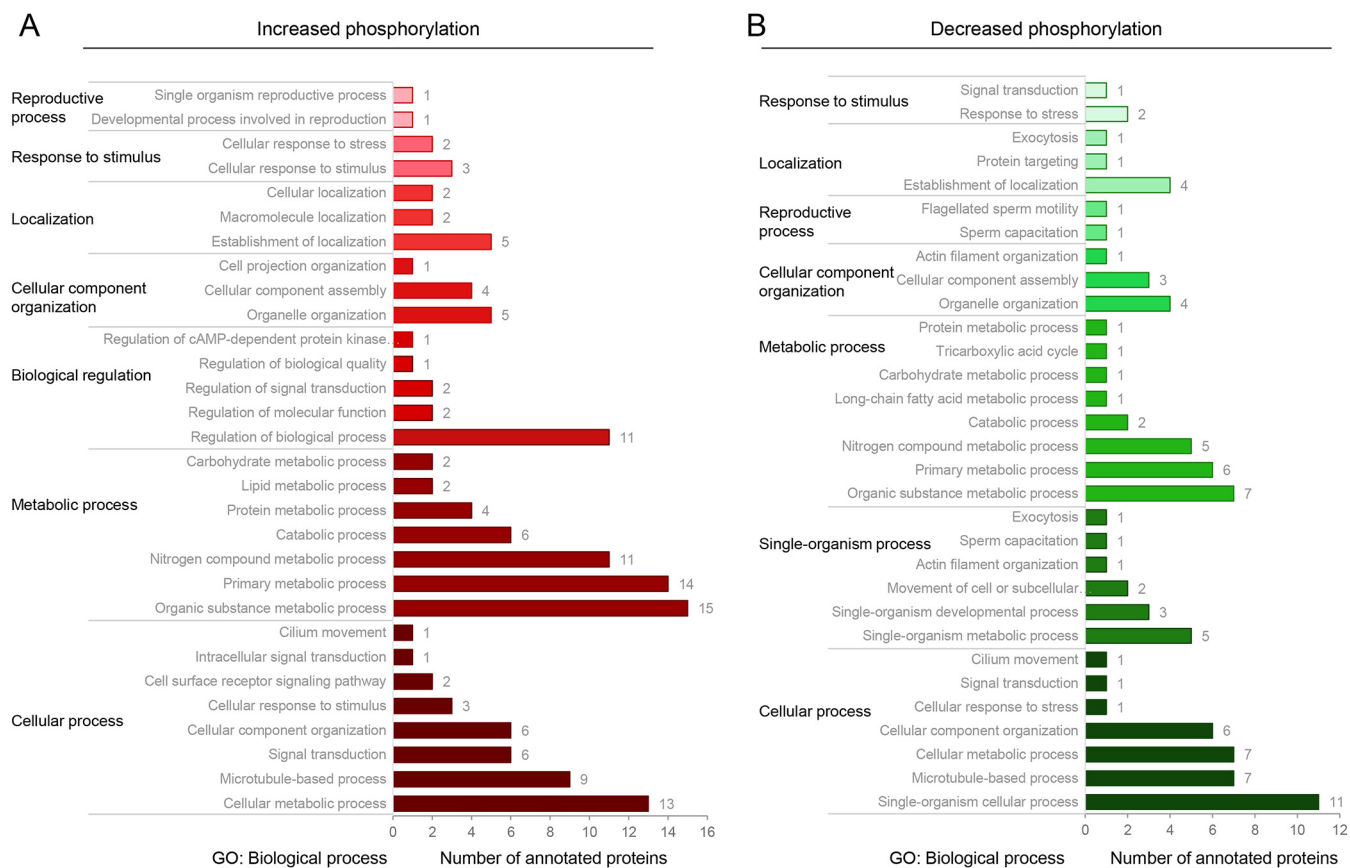 A
Increased phosphorylation
Reproductive
process
Single organism reproductive process 1
Developmental process involved in reproduction 1
Response to stimulus
Cellular response to stress 2
Cellular response to stimulus 3
Localization
Cellular localization 2
Macromolecule localization 2
Establishment of localization 5
Cellular component
organization
Cell projection organization 1
Cellular component assembly 4
Organelle organization 5
Biological regulation
Regulation of cAMP-dependent protein kinase.. 1
Regulation of biological quality 1
Regulation of signal transduction 2
Regulation of molecular function 2
Regulation of biological process 11
Metabolic process
Carbohydrate metabolic process 2
Lipid metabolic process 2
Protein metabolic process 4
Catabolic process 6
Nitrogen compound metabolic process 11
Primary metabolic process 14
Organic substance metabolic process 15
Cellular process
Cilium movement 1
Intracellular signal transduction 1
Cell surface receptor signaling pathway 2
Cellular response to stimulus 3
Cellular component organization 6
Signal transduction 6
Microtubule-based process 9
Cellular metabolic process 13
0 2 4 6 8 10 12 14 16
GO: Biological process Number of annotated proteins
B
Decreased phosphorylation
Response to stimulus
Signal transduction 1
Response to stress 2
Localization
Exocytosis 1
Protein targeting 1
Establishment of localization 4
Reproductive
process
Flagellated sperm motility 1
Sperm capacitation 1
Cellular component
organization
Actin filament organization 1
Cellular component assembly 3
Organelle organization 4
Metabolic process
Protein metabolic process 1
Tricarboxylic acid cycle 1
Carbohydrate metabolic process 1
Long-chain fatty acid metabolic process 1
Catabolic process 2
Nitrogen compound metabolic process 5
Primary metabolic process 6
Organic substance metabolic process 7
Single-organism process
Exocytosis 1
Sperm capacitation 1
Actin filament organization 1
Movement of cell or subcellular.. 2
Single-organism developmental process 3
Single-organism metabolic process 5
Cellular process
Cilium movement 1
Signal transduction 1
Cellular response to stress 1
Cellular component organization 6
Cellular metabolic process 7
Microtubule-based process 7
Single-organism cellular process 11
0 2 4 6 8 10 12
GO: Biological process Number of annotated proteins